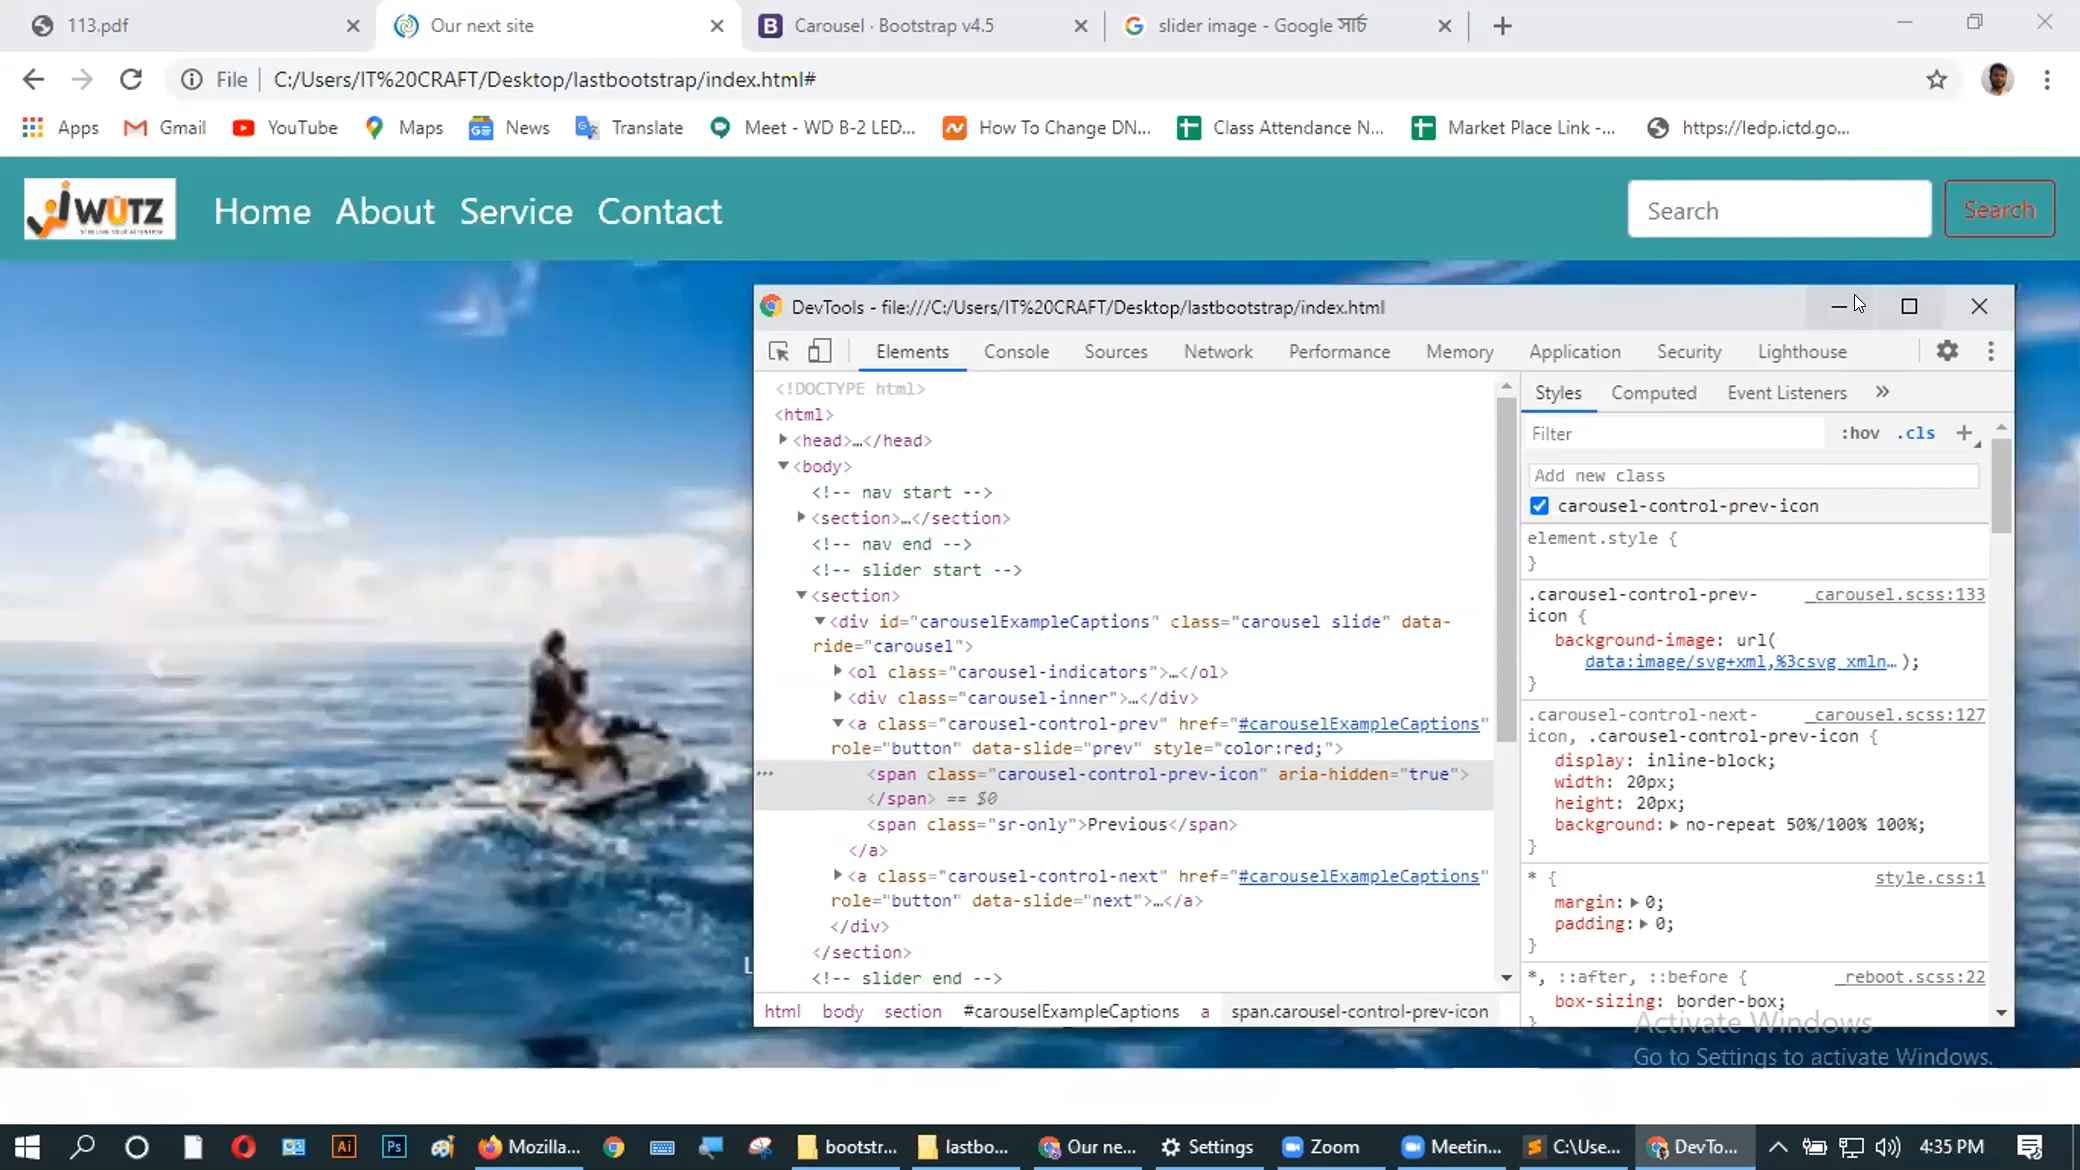 113.pdf
Our next site
Carousel · Bootstrap v4.5
slider image - Google সার্চ
File
C:/Users/IT%20CRAFT/Desktop/lastbootstrap/index.html#
Apps
Gmail
YouTube
Maps
News
Translate
Meet - WD B-2 LED...
How To Change DN...
Class Attendance N...
Market Place Link -...
https://ledp.ictd.go...
WUTZ
Home
About
Service
Contact
Search
Search
DevTools - file:///C:/Users/IT%20CRAFT/Desktop/lastbootstrap/index.html
Elements
Console
Sources
Network
Performance
Memory
Application
Security
Lighthouse
<!DOCTYPE html>
<html>
<head>…</head>
<body>
<!-- nav start -->
<section>…</section>
<!-- nav end -->
<!-- slider start -->
<section>
<div id="carouselExampleCaptions" class="carousel slide" data-
ride="carousel">
<ol class="carousel-indicators">…</ol>
<div class="carousel-inner">…</div>
<a class="carousel-control-prev" href="#carouselExampleCaptions"
role="button" data-slide="prev" style="color:red;">
<span class="carousel-control-prev-icon" aria-hidden="true">
</span> == $0
<span class="sr-only">Previous</span>
</a>
<a class="carousel-control-next" href="#carouselExampleCaptions"
role="button" data-slide="next">…</a>
</div>
</section>
<!-- slider end -->
html
body
section
#carouselExampleCaptions
a
span.carousel-control-prev-icon
Styles
Computed
Event Listeners
Filter
:hov
.cls
Add new class
carousel-control-prev-icon
element.style {
}
.carousel-control-prev-
_carousel.scss:133
icon {
background-image: url(
data:image/svg+xml,%3csvg xmln… );
}
.carousel-control-next-
_carousel.scss:127
icon, .carousel-control-prev-icon {
display: inline-block;
width: 20px;
height: 20px;
background: no-repeat 50%/100% 100%;
}
* {
style.css:1
margin: 0;
padding: 0;
}
*, ::after, ::before {
_reboot.scss:22
box-sizing: border-box;
Activate Windows
Go to Settings to activate Windows.
Mozilla...
bootstr...
lastbo...
Our ne...
Settings
Zoom
Meetin...
C:\Use...
DevTo...
4:35 PM